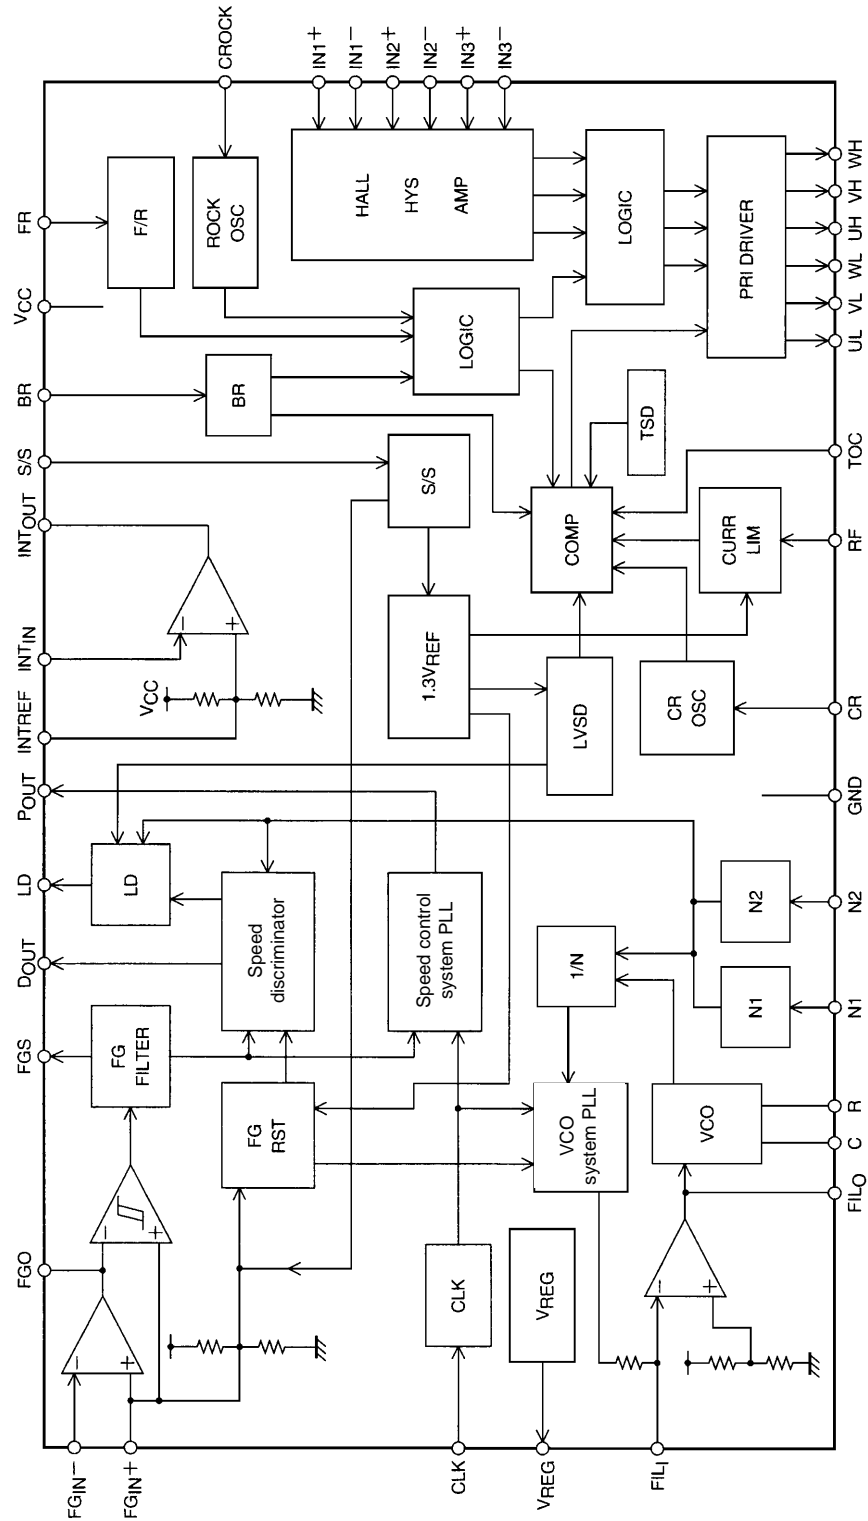 FGIN−
FGIN+
CLK
VREG
FILI
FGO
FGS
DOUT
LD
POUT
INTREF
INTIN
INTOUT
S/S
BR
VCC
FR
CROCK
IN1+
IN1−
IN2+
IN2−
IN3+
IN3−
FILO
C
R
N1
N2
GND
CR
RF
TOC
UL
VL
WL
UH
VH
WH
−
+
−
+
FG
FILTER
LD
VCC
−
+
F/R
FG
RST
Speed
discriminator
BR
ROCK
OSC
HALL
HYS
AMP
CLK
Speed control
system PLL
1.3VREF
S/S
LOGIC
VREG
VCO
system PLL
1/N
LVSD
COMP
TSD
LOGIC
−
+
VCO
N1
N2
CR
OSC
CURR
LIM
PRI DRIVER